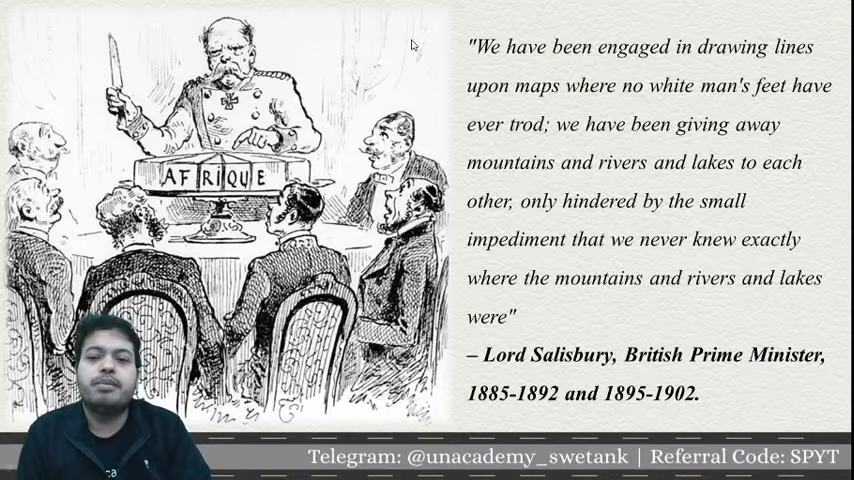 AFRIQUE
"We have been engaged in drawing lines
upon maps where no white man's feet have
ever trod; we have been giving away
mountains and rivers and lakes to each
other, only hindered by the small
impediment that we never knew exactly
where the mountains and rivers and lakes
were"
– Lord Salisbury, British Prime Minister,
1885-1892 and 1895-1902.
Telegram: @unacademy_swetank | Referral Code: SPYT